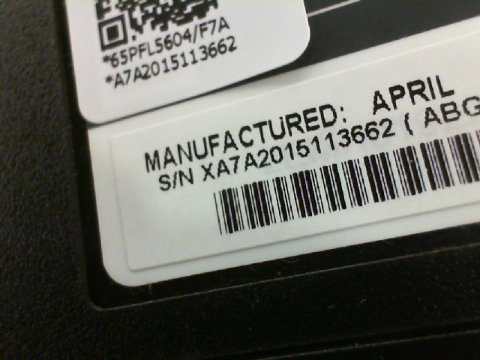 *65PFL5604/F7A
*A7A2015113662
MANUFACTURED: APRIL
S/N XA7A2015113662 ( ABG